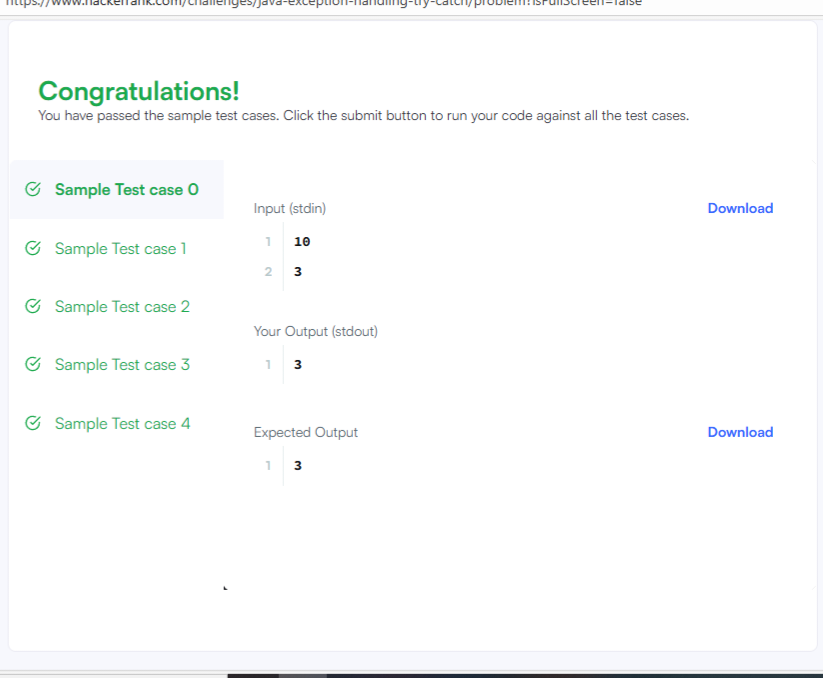 https://www.hackerrank.com/challenges/java-exception-handling-try-catch/problem?isFullScreen=false
Congratulations!
You have passed the sample test cases. Click the submit button to run your code against all the test cases.
Sample Test case 0
Sample Test case 1
Sample Test case 2
Sample Test case 3
Sample Test case 4
Input (stdin)
Download
1 10
2 3
Your Output (stdout)
1 3
Expected Output
Download
1 3